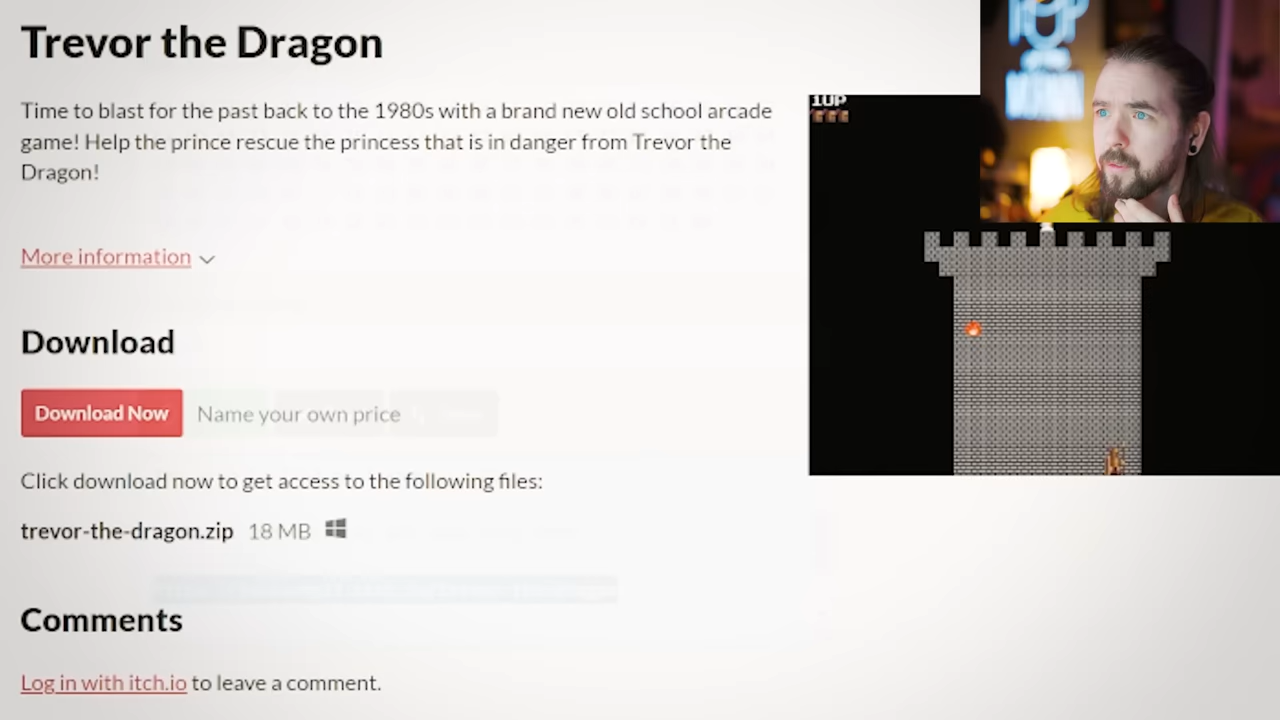 Trevor the Dragon
Time to blast for the past back to the 1980s with a brand new old school arcade
game! Help the prince rescue the princess that is in danger from Trevor the
Dragon!
More information
Download
Download Now
Name your own price
Click download now to get access to the following files:
trevor-the-dragon.zip 18 MB
Comments
Log in with itch.io to leave a comment.
1UP
TOP